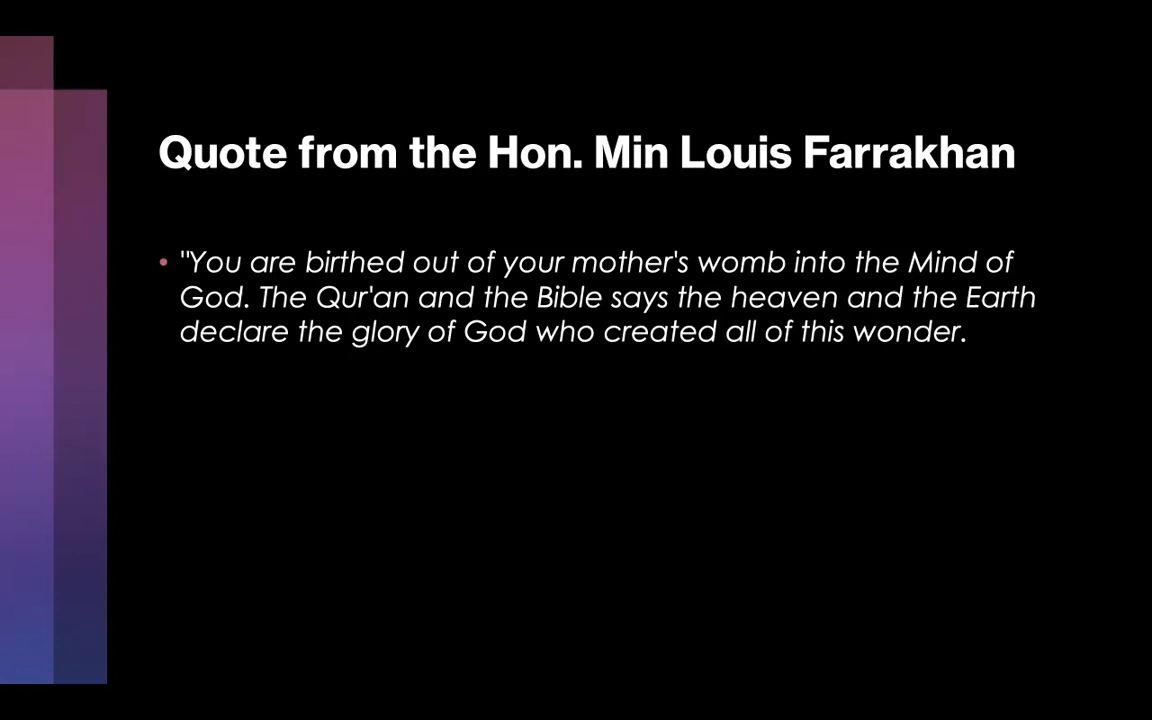 Quote from the Hon. Min Louis Farrakhan
• "You are birthed out of your mother's womb into the Mind of
God. The Qur'an and the Bible says the heaven and the Earth
declare the glory of God who created all of this wonder.